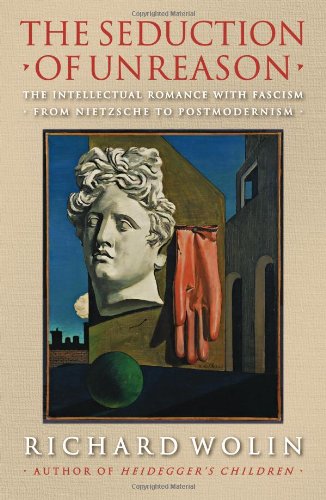 THE SEDUCTION
OF UNREASON
THE INTELLECTUAL ROMANCE WITH FASCISM
· FROM NIETZSCHE TO POSTMODERNISM ·
RICHARD WOLIN
AUTHOR OF HEIDEGGER'S CHILDREN